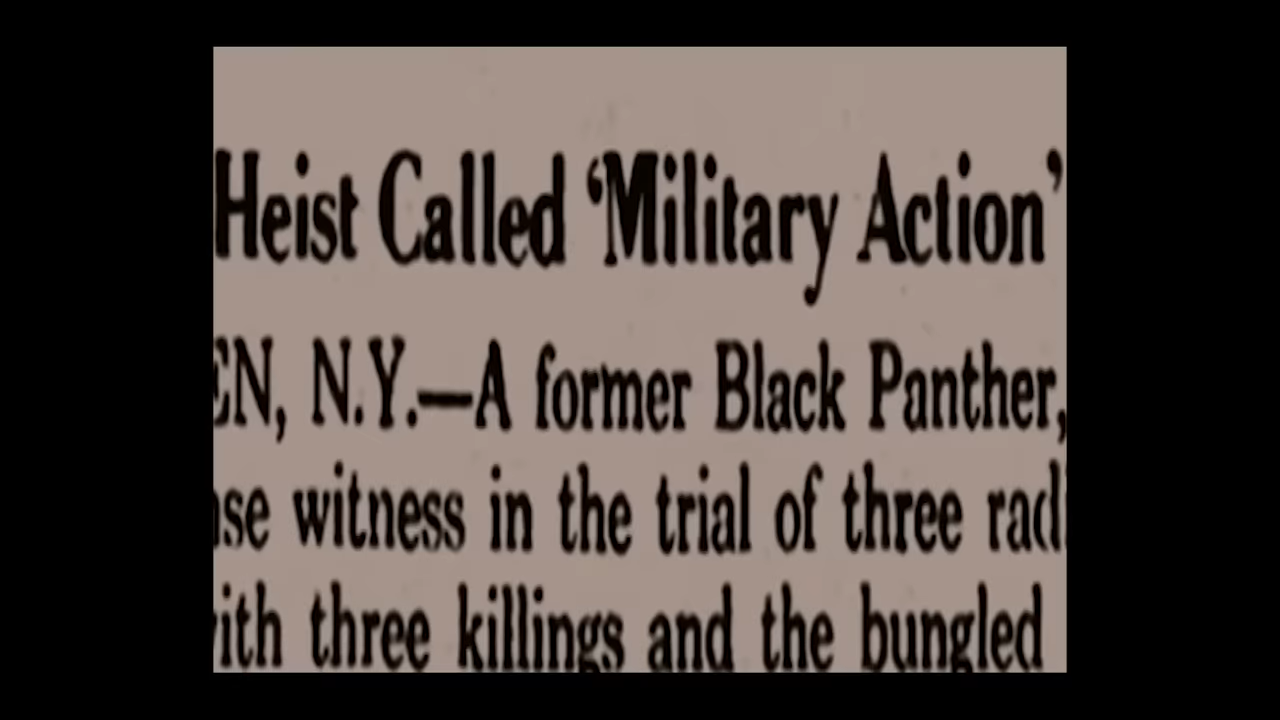 Heist Called ‘Military Action’
EN, N.Y.—A former Black Panther,
se witness in the trial of three radi
ith three killings and the bungled